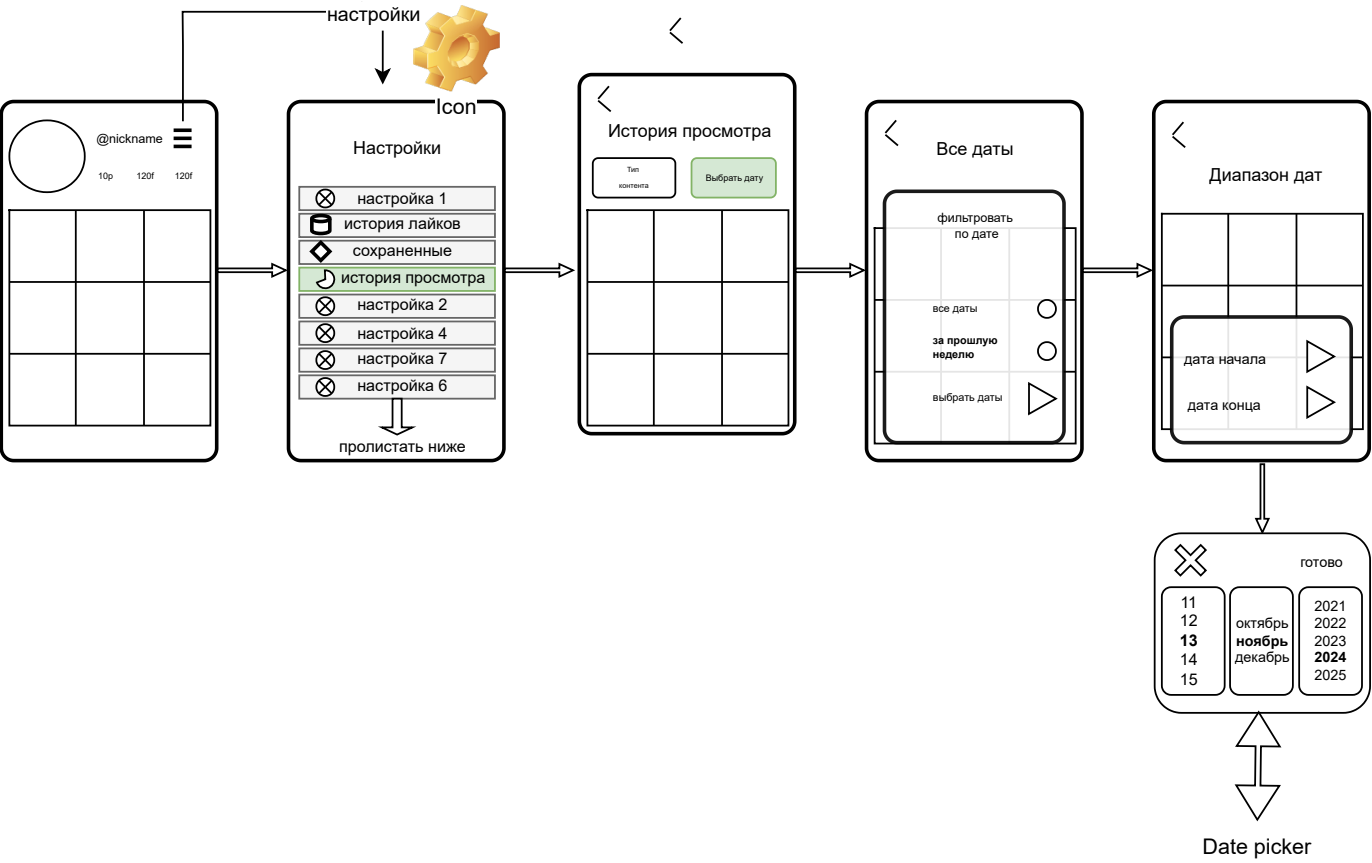 настройки
Icon
@nickname
10p 120f 120f
Настройки
настройка 1
история лайков
сохраненные
история просмотра
настройка 2
настройка 4
настройка 7
настройка 6
пролистать ниже
История просмотра
Тип
контента
Выбрать дату
Все даты
фильтровать
по дате
все даты
за прошлую
неделю
выбрать даты
Диапазон дат
дата начала
дата конца
готово
11
12
13
14
15
октябрь
ноябрь
декабрь
2021
2022
2023
2024
2025
Date picker